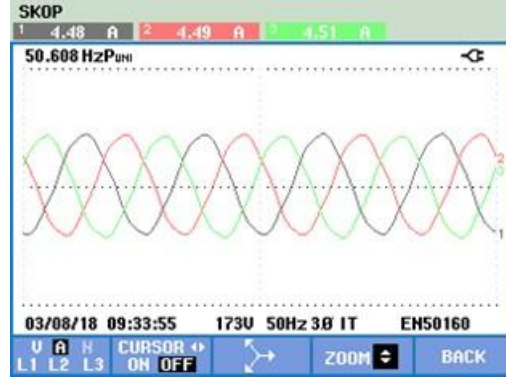 SKOP
1 4.48 A 2 4.49 A 3 4.51 A
50.608 HzPUNI
2
3
1
03/08/18 09:33:55 173V 50Hz 3Ø IT EN50160
V A H CURSOR ZOOM BACK
L1 L2 L3 ON OFF